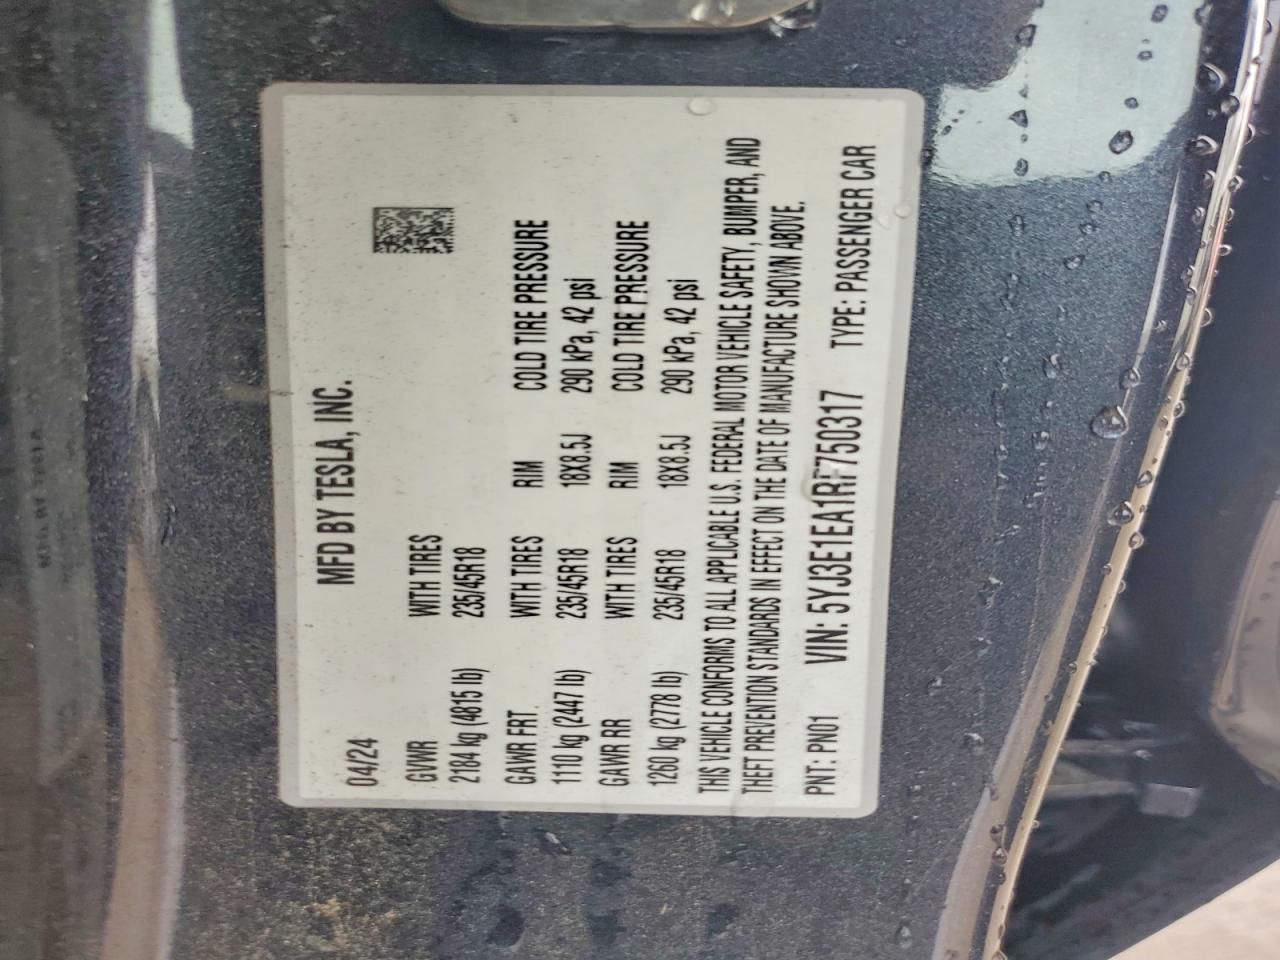 MFD BY TESLA, INC.
04/24
GVWR WITH TIRES
2184 kg (4815 lb) 235/45R18
GAWR FRT WITH TIRES RIM COLD TIRE PRESSURE
1110 kg (2447 lb) 235/45R18 18X8.5J 290 kPa, 42 psi
GAWR RR WITH TIRES RIM COLD TIRE PRESSURE
1260 kg (2778 lb) 235/45R18 18X8.5J 290 kPa, 42 psi
THIS VEHICLE CONFORMS TO ALL APPLICABLE U.S. FEDERAL MOTOR VEHICLE SAFETY, BUMPER, AND
THEFT PREVENTION STANDARDS IN EFFECT ON THE DATE OF MANUFACTURE SHOWN ABOVE.
PNT: PN01 VIN: 5YJ3E1EA1RF750317 TYPE: PASSENGER CAR